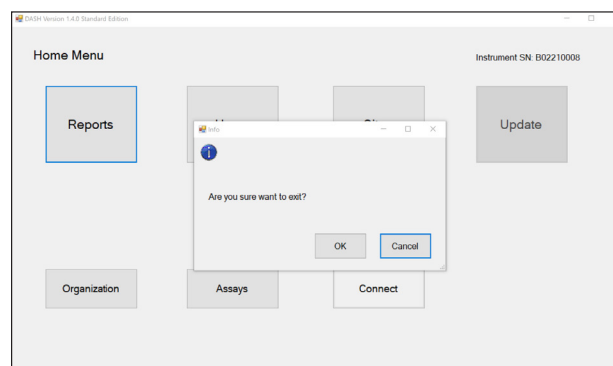 DASH Version 1.4.0 Standard Edition
Home Menu
Instrument SN: B02210008
Reports
Update
Info
Are you sure want to exit?
OK
Cancel
Organization
Assays
Connect